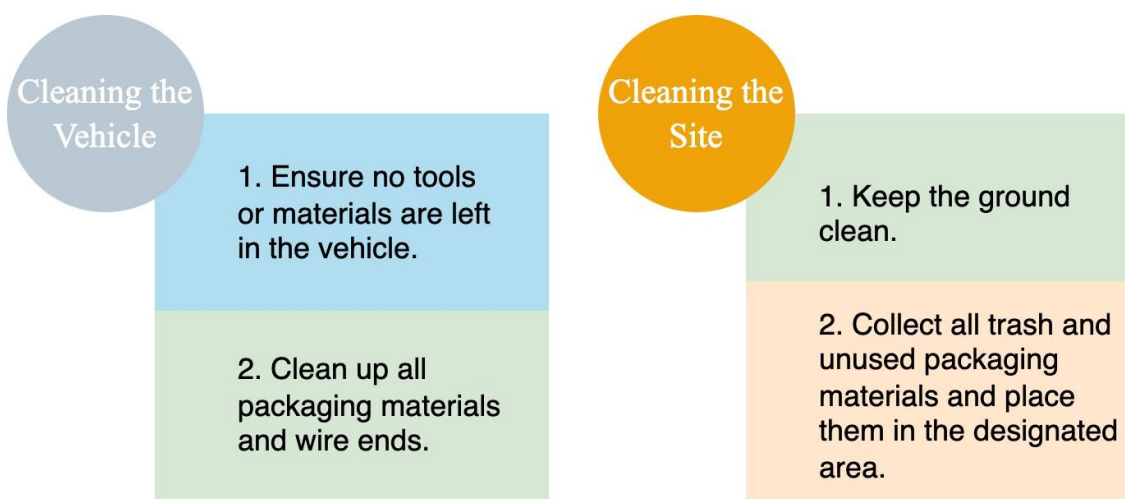 Cleaning the
Vehicle
1. Ensure no tools
or materials are left
in the vehicle.
2. Clean up all
packaging materials
and wire ends.
Cleaning the
Site
1. Keep the ground
clean.
2. Collect all trash and
unused packaging
materials and place
them in the designated
area.